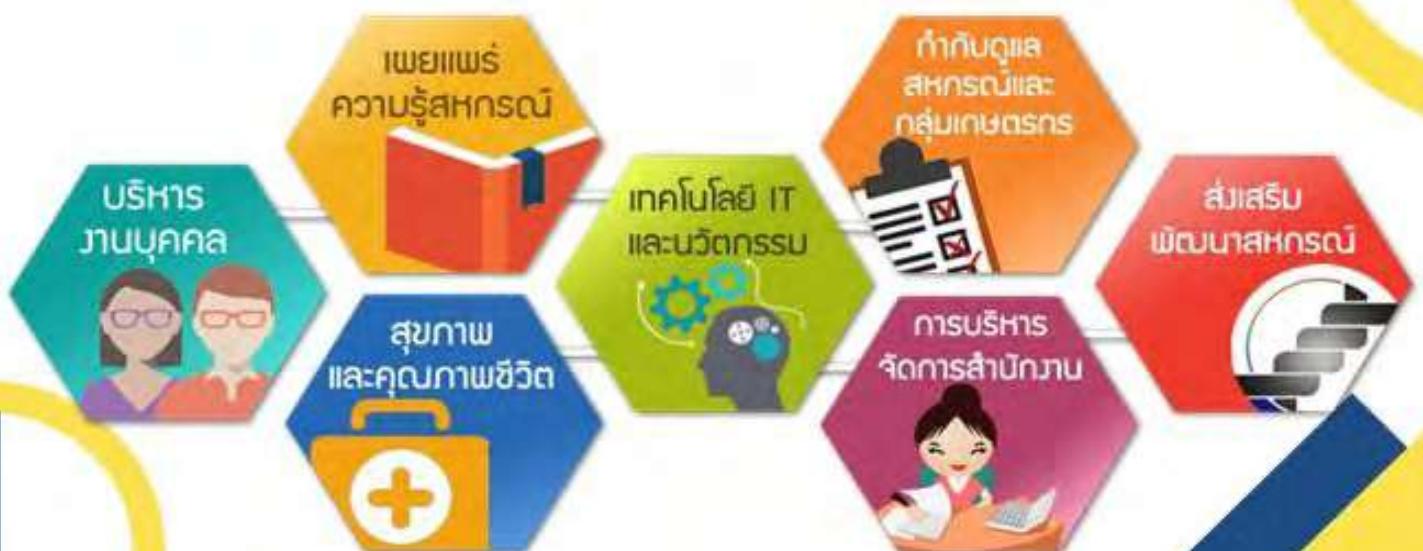 บริหาร
งานบุคคล
เผยแพร่
ความรู้สหกรณ์
สุขภาพ
และคุณภาพชีวิต
เทคโนโลยี IT
และนวัตกรรม
กำกับดูแล
สหกรณ์และ
กลุ่มเกษตรกร
การบริหาร
จัดการสำนักงาน
ส่งเสริม
พัฒนาสหกรณ์